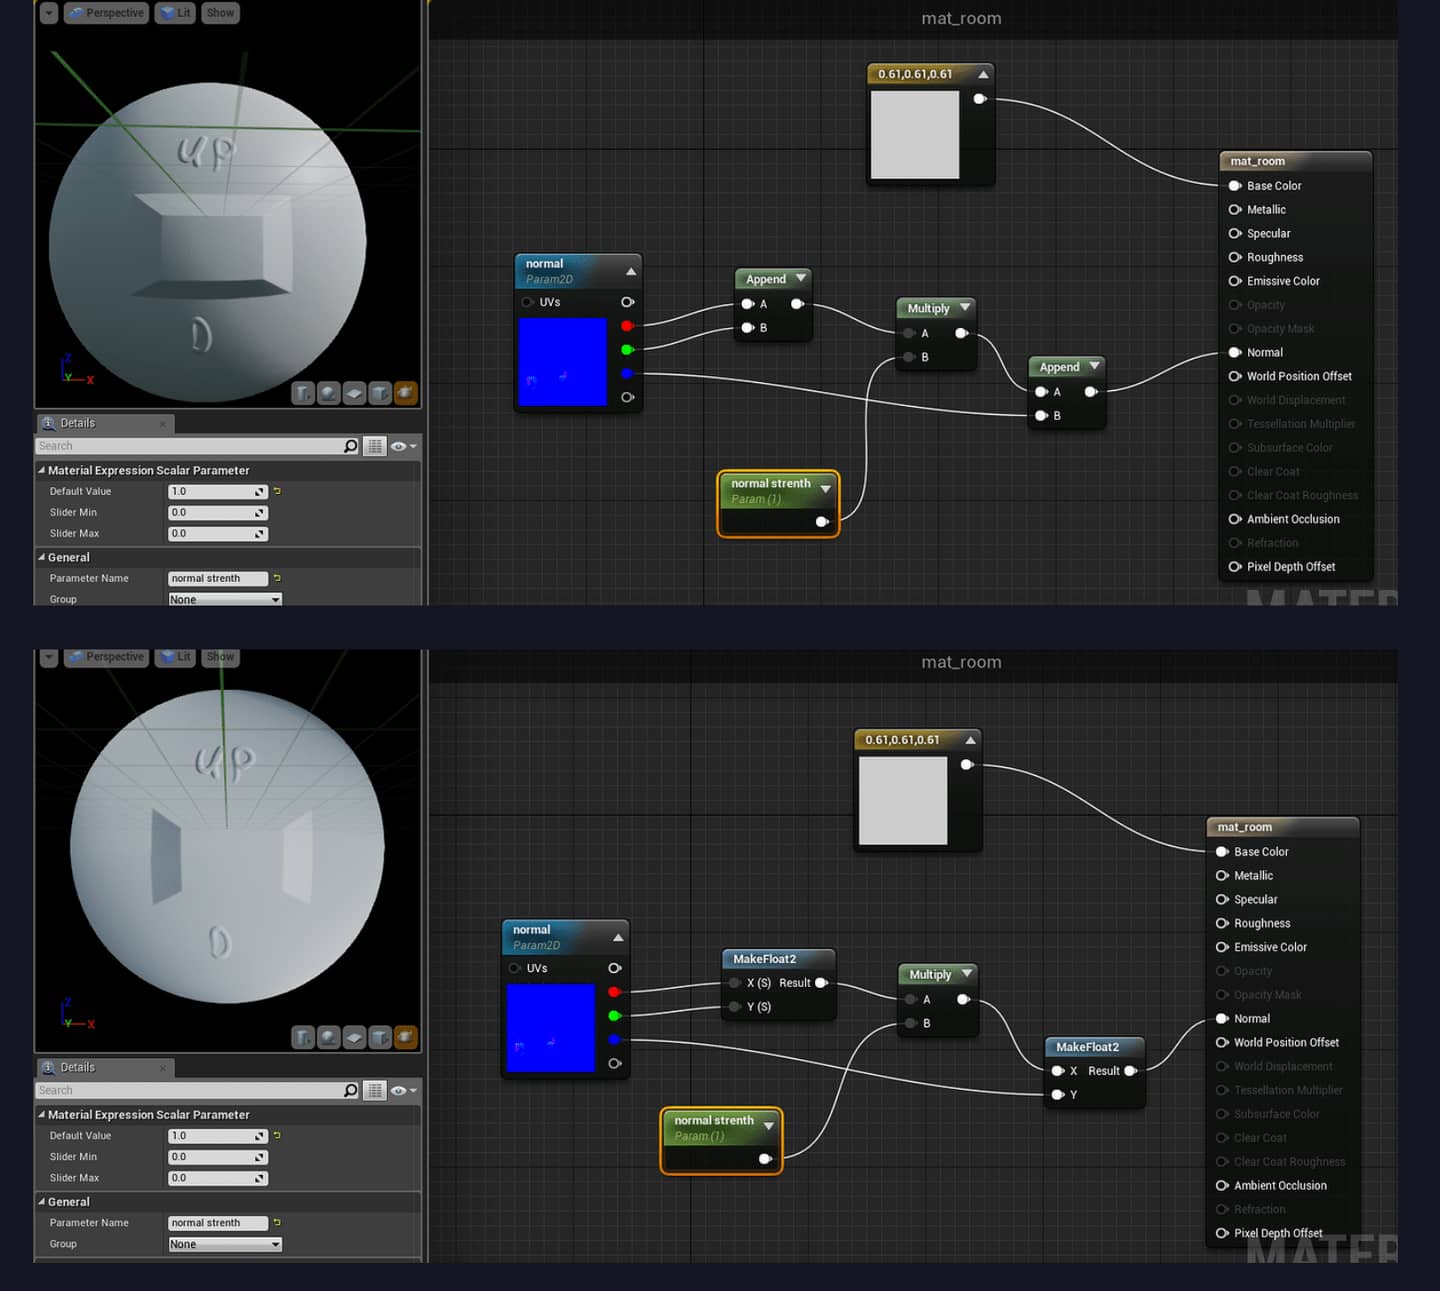 Perspective
Lit
Show
mat_room
0.61,0.61,0.61
UP
D
Z
Y
X
normal
Param2D
UVs
Append
A
B
Multiply
A
B
Append
A
B
normal strenth
Param (1)
mat_room
Base Color
Metallic
Specular
Roughness
Emissive Color
Opacity
Opacity Mask
Normal
World Position Offset
World Displacement
Tessellation Multiplier
Subsurface Color
Clear Coat
Clear Coat Roughness
Ambient Occlusion
Refraction
Pixel Depth Offset
MATER
Details
Search
Material Expression Scalar Parameter
Default Value 1.0
Slider Min 0.0
Slider Max 0.0
General
Parameter Name normal strenth
Group None
Perspective
Lit
Show
mat_room
0.61,0.61,0.61
UP
D
Z
Y
X
normal
Param2D
UVs
MakeFloat2
X (S) Result
Y (S)
Multiply
A
B
MakeFloat2
X Result
Y
normal strenth
Param (1)
mat_room
Base Color
Metallic
Specular
Roughness
Emissive Color
Opacity
Opacity Mask
Normal
World Position Offset
World Displacement
Tessellation Multiplier
Subsurface Color
Clear Coat
Clear Coat Roughness
Ambient Occlusion
Refraction
Pixel Depth Offset
MATER
Details
Search
Material Expression Scalar Parameter
Default Value 1.0
Slider Min 0.0
Slider Max 0.0
General
Parameter Name normal strenth
Group None